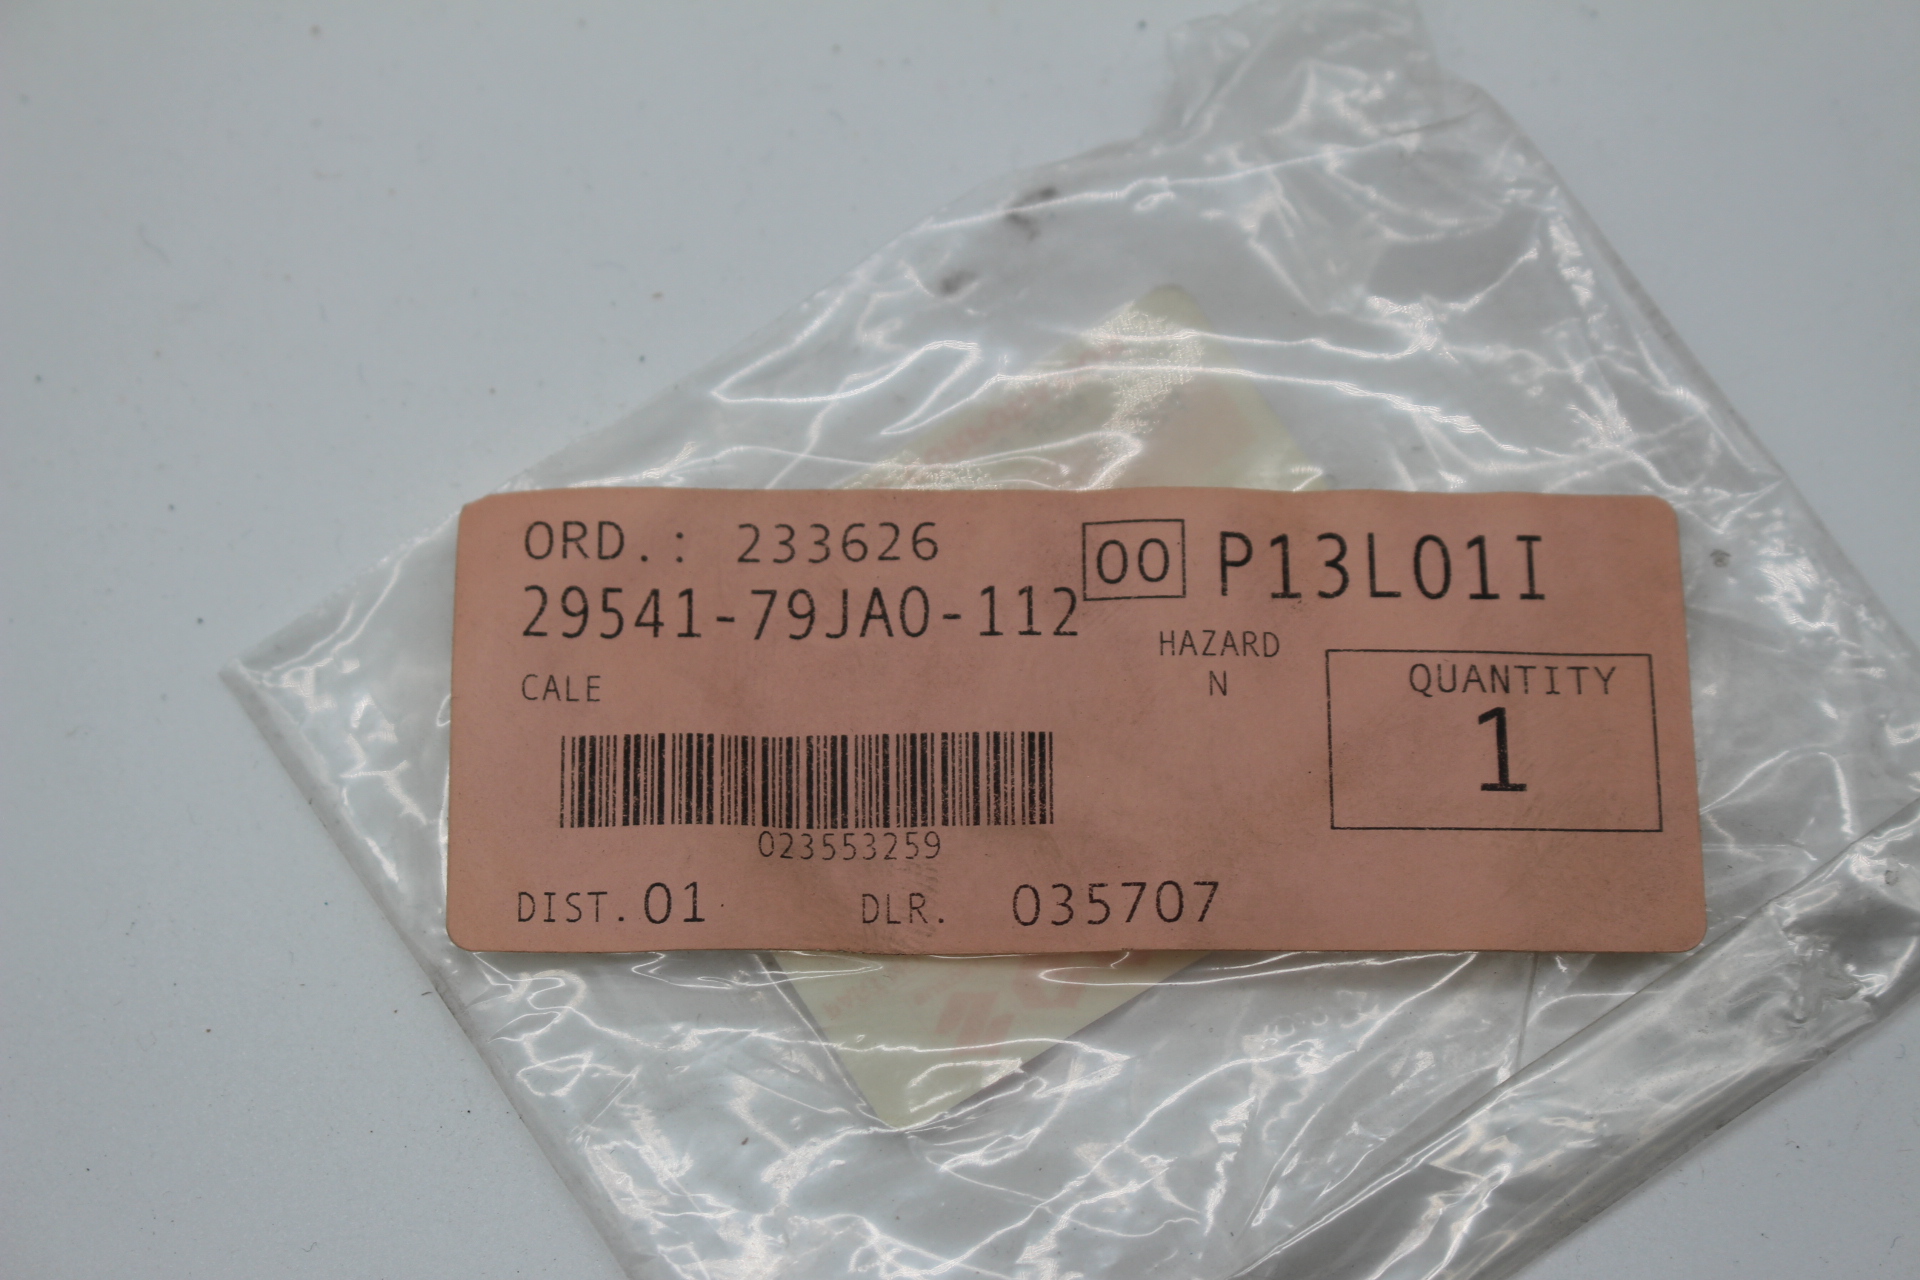 ORD.: 233626
00 P13L01I
29541-79JA0-112
HAZARD
N
CALE
QUANTITY
1
023553259
DIST. 01 DLR. 035707